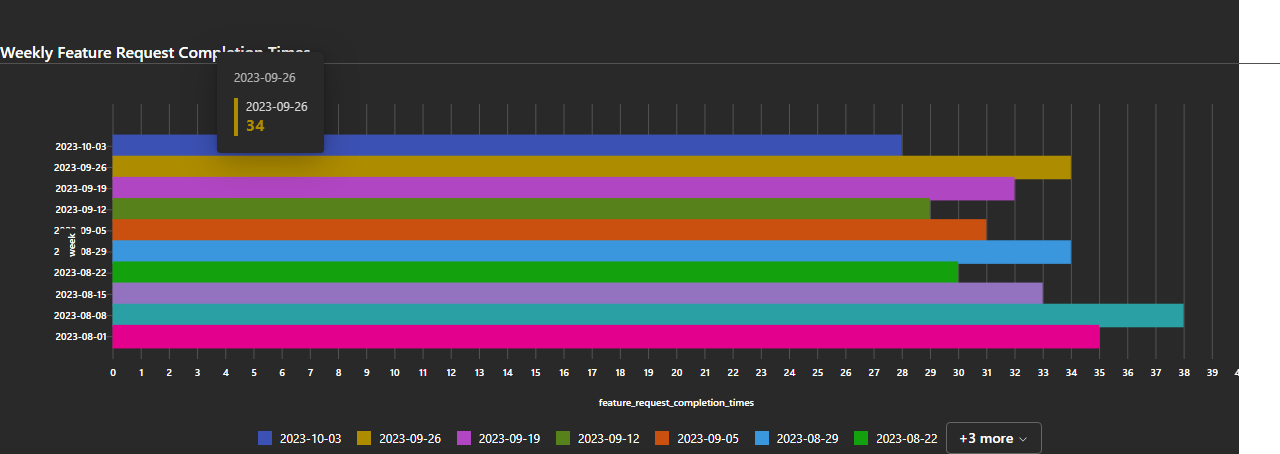 Weekly Feature Request Completion Times
2023-09-26
2023-09-26
34
2023-10-03
2023-09-26
2023-09-19
2023-09-12
09-05
08-29
2023-08-22
2023-08-15
2023-08-08
2023-08-01
week
0 1 2 3 4 5 6 7 8 9 10 11 12 13 14 15 16 17 18 19 20 21 22 23 24 25 26 27 28 29 30 31 32 33 34 35 36 37 38 39
feature_request_completion_times
2023-10-03 2023-09-26 2023-09-19 2023-09-12 2023-09-05 2023-08-29 2023-08-22 +3 more